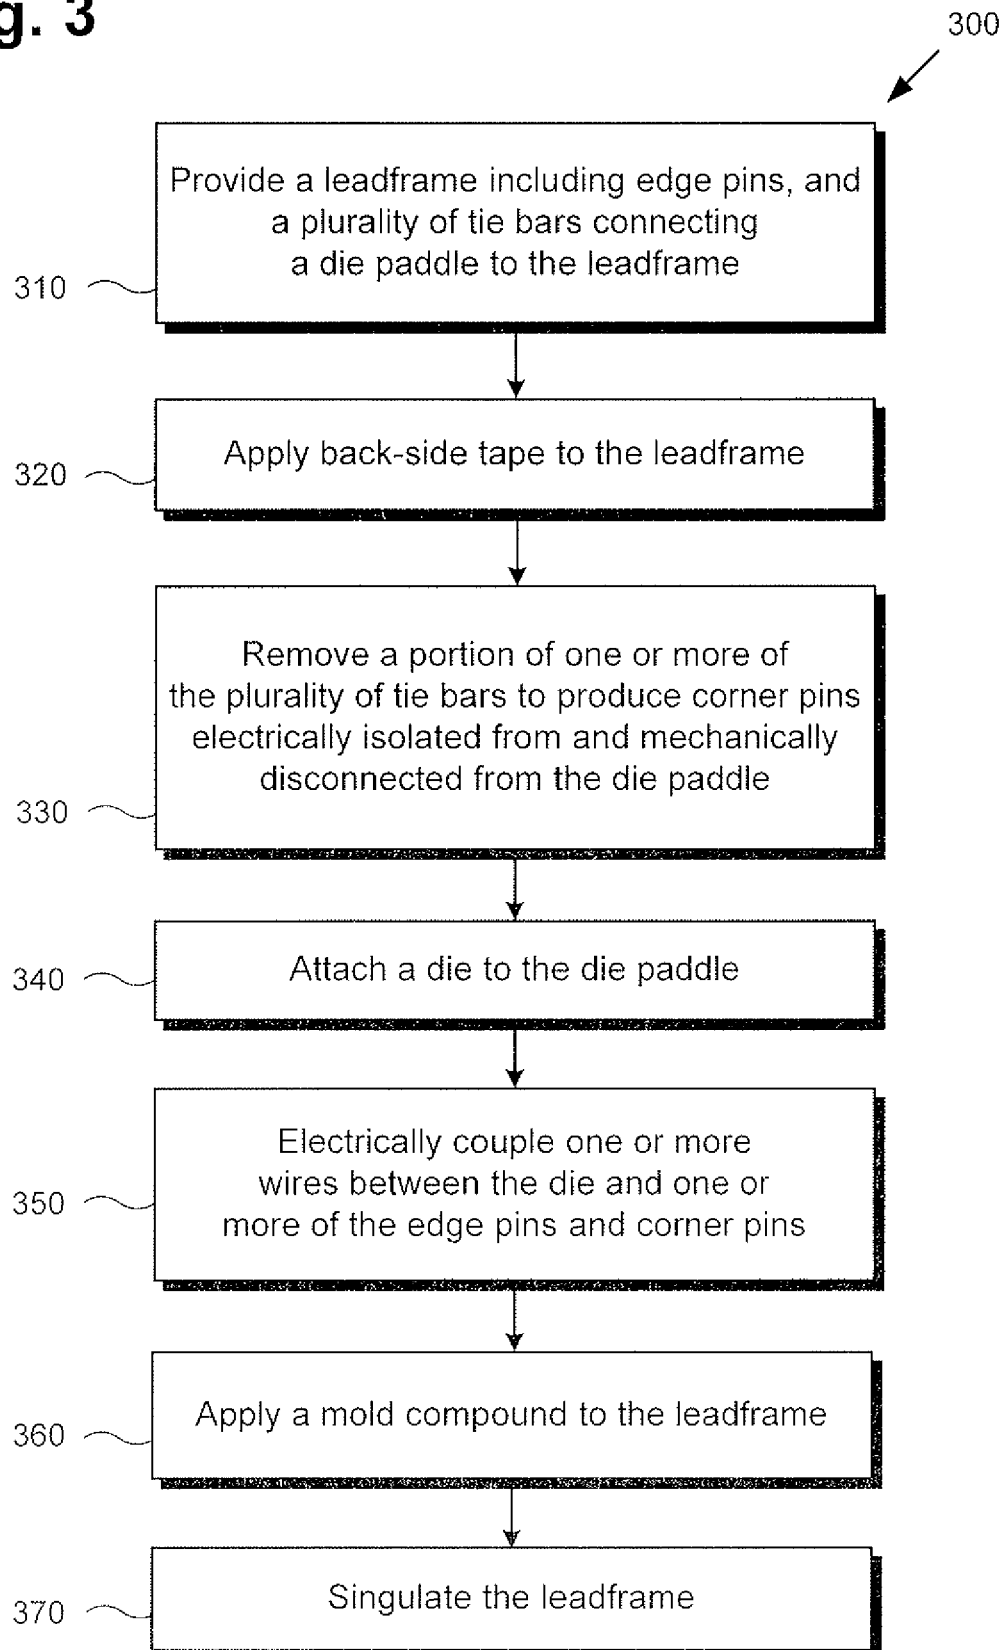 g. 3
300
Provide a leadframe including edge pins, and
a plurality of tie bars connecting
a die paddle to the leadframe
310
Apply back-side tape to the leadframe
320
Remove a portion of one or more of
the plurality of tie bars to produce corner pins
electrically isolated from and mechanically
disconnected from the die paddle
330
Attach a die to the die paddle
340
Electrically couple one or more
wires between the die and one or
more of the edge pins and corner pins
350
Apply a mold compound to the leadframe
360
Singulate the leadframe
370